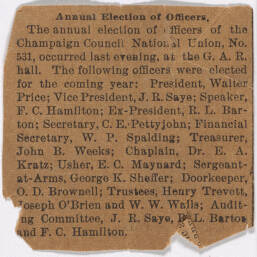 Annual Election of Officers.
The annual election of officers of the
Champaign Council National Union, No.
531, occurred last evening, at the G. A. R.
hall. The following officers were elected
for the coming year: President, Walter
Price; Vice President, J. R. Saye; Speaker,
F. C. Hamilton; Ex-President, R. L. Bar-
ton; Secretary, C. E. Pettyjohn; Financial
Secretary, W. P. Spalding; Treasurer,
John B. Weeks; Chaplain, Dr. E. A.
Kratz; Usher, E. C. Maynard; Sergeant-
at-Arms, George K. Sheffer; Doorkeeper,
O. D. Brownell; Trustees, Henry Trevett,
Joseph O'Brien and W. W. Walls; Audit-
ing Committee, J. R. Saye, R. L. Barton
and F. C. Hamilton.